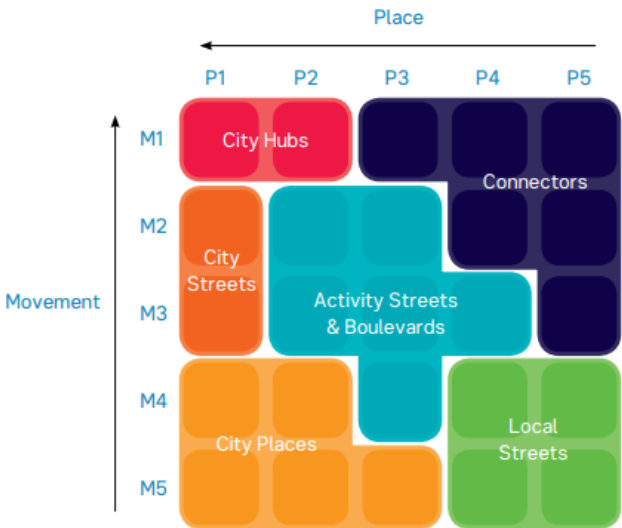 Place
P1 P2 P3 P4 P5
M1
City Hubs
Connectors
M2
City
Streets
Movement
M3
Activity Streets
& Boulevards
M4
City Places
Local
Streets
M5